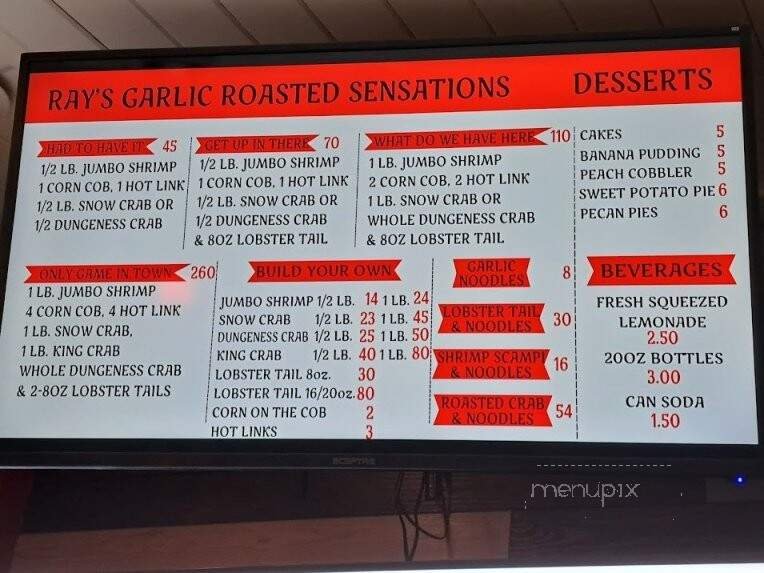 RAY'S GARLIC ROASTED SENSATIONS
DESSERTS
HAD TO HAVE IT 45
1/2 LB. JUMBO SHRIMP
1 CORN COB, 1 HOT LINK
1/2 LB. SNOW CRAB OR
1/2 DUNGENESS CRAB
GET UP IN THERE 70
1/2 LB. JUMBO SHRIMP
1 CORN COB, 1 HOT LINK
1/2 LB. SNOW CRAB OR
1/2 DUNGENESS CRAB
& 8OZ LOBSTER TAIL
WHAT DO WE HAVE HERE 110
1 LB. JUMBO SHRIMP
2 CORN COB, 2 HOT LINK
1 LB. SNOW CRAB OR
WHOLE DUNGENESS CRAB
& 8OZ LOBSTER TAIL
CAKES 5
BANANA PUDDING 5
PEACH COBBLER 5
SWEET POTATO PIE 6
PECAN PIES 6
ONLY GAME IN TOWN 260
1 LB. JUMBO SHRIMP
4 CORN COB, 4 HOT LINK
1 LB. SNOW CRAB,
1 LB. KING CRAB
WHOLE DUNGENESS CRAB
& 2-8OZ LOBSTER TAILS
BUILD YOUR OWN
JUMBO SHRIMP 1/2 LB. 14 1 LB. 24
SNOW CRAB 1/2 LB. 23 1 LB. 45
DUNGENESS CRAB 1/2 LB. 25 1 LB. 50
KING CRAB 1/2 LB. 40 1 LB. 80
LOBSTER TAIL 8oz. 30
LOBSTER TAIL 16/20oz. 80
CORN ON THE COB 2
HOT LINKS 3
GARLIC
NOODLES 8
LOBSTER TAIL
& NOODLES 30
SHRIMP SCAMPI
& NOODLES 16
ROASTED CRAB
& NOODLES 54
BEVERAGES
FRESH SQUEEZED
LEMONADE
2.50
20OZ BOTTLES
3.00
CAN SODA
1.50
SCEPTRE
menupix